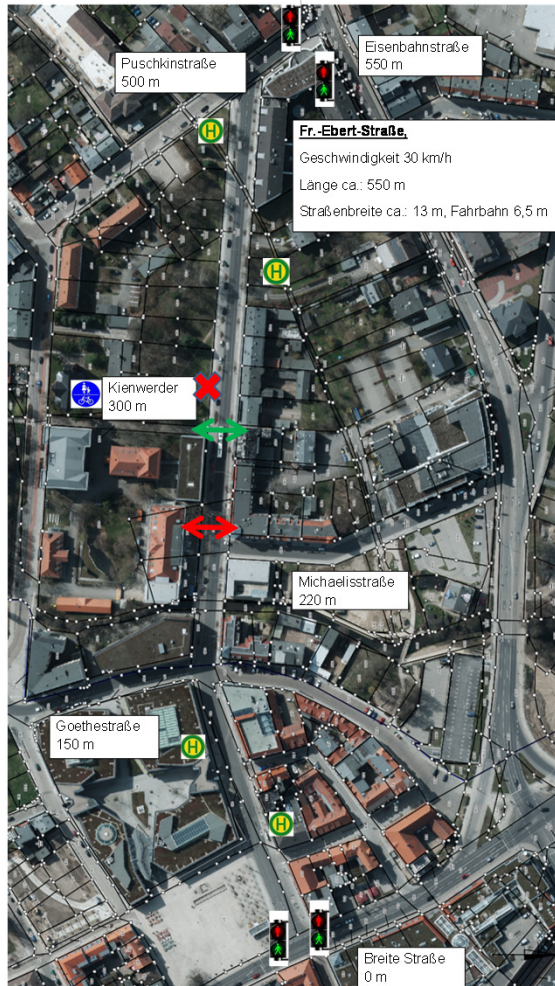 Puschkinstraße
500 m
Eisenbahnstraße
550 m
Fr.-Ebert-Straße,
Geschwindigkeit 30 km/h
Länge ca.: 550 m
Straßenbreite ca.: 13 m, Fahrbahn 6,5 m
H
H
Kienwerder
300 m
Michaelisstraße
220 m
Goethestraße
150 m
H
H
Breite Straße
0 m